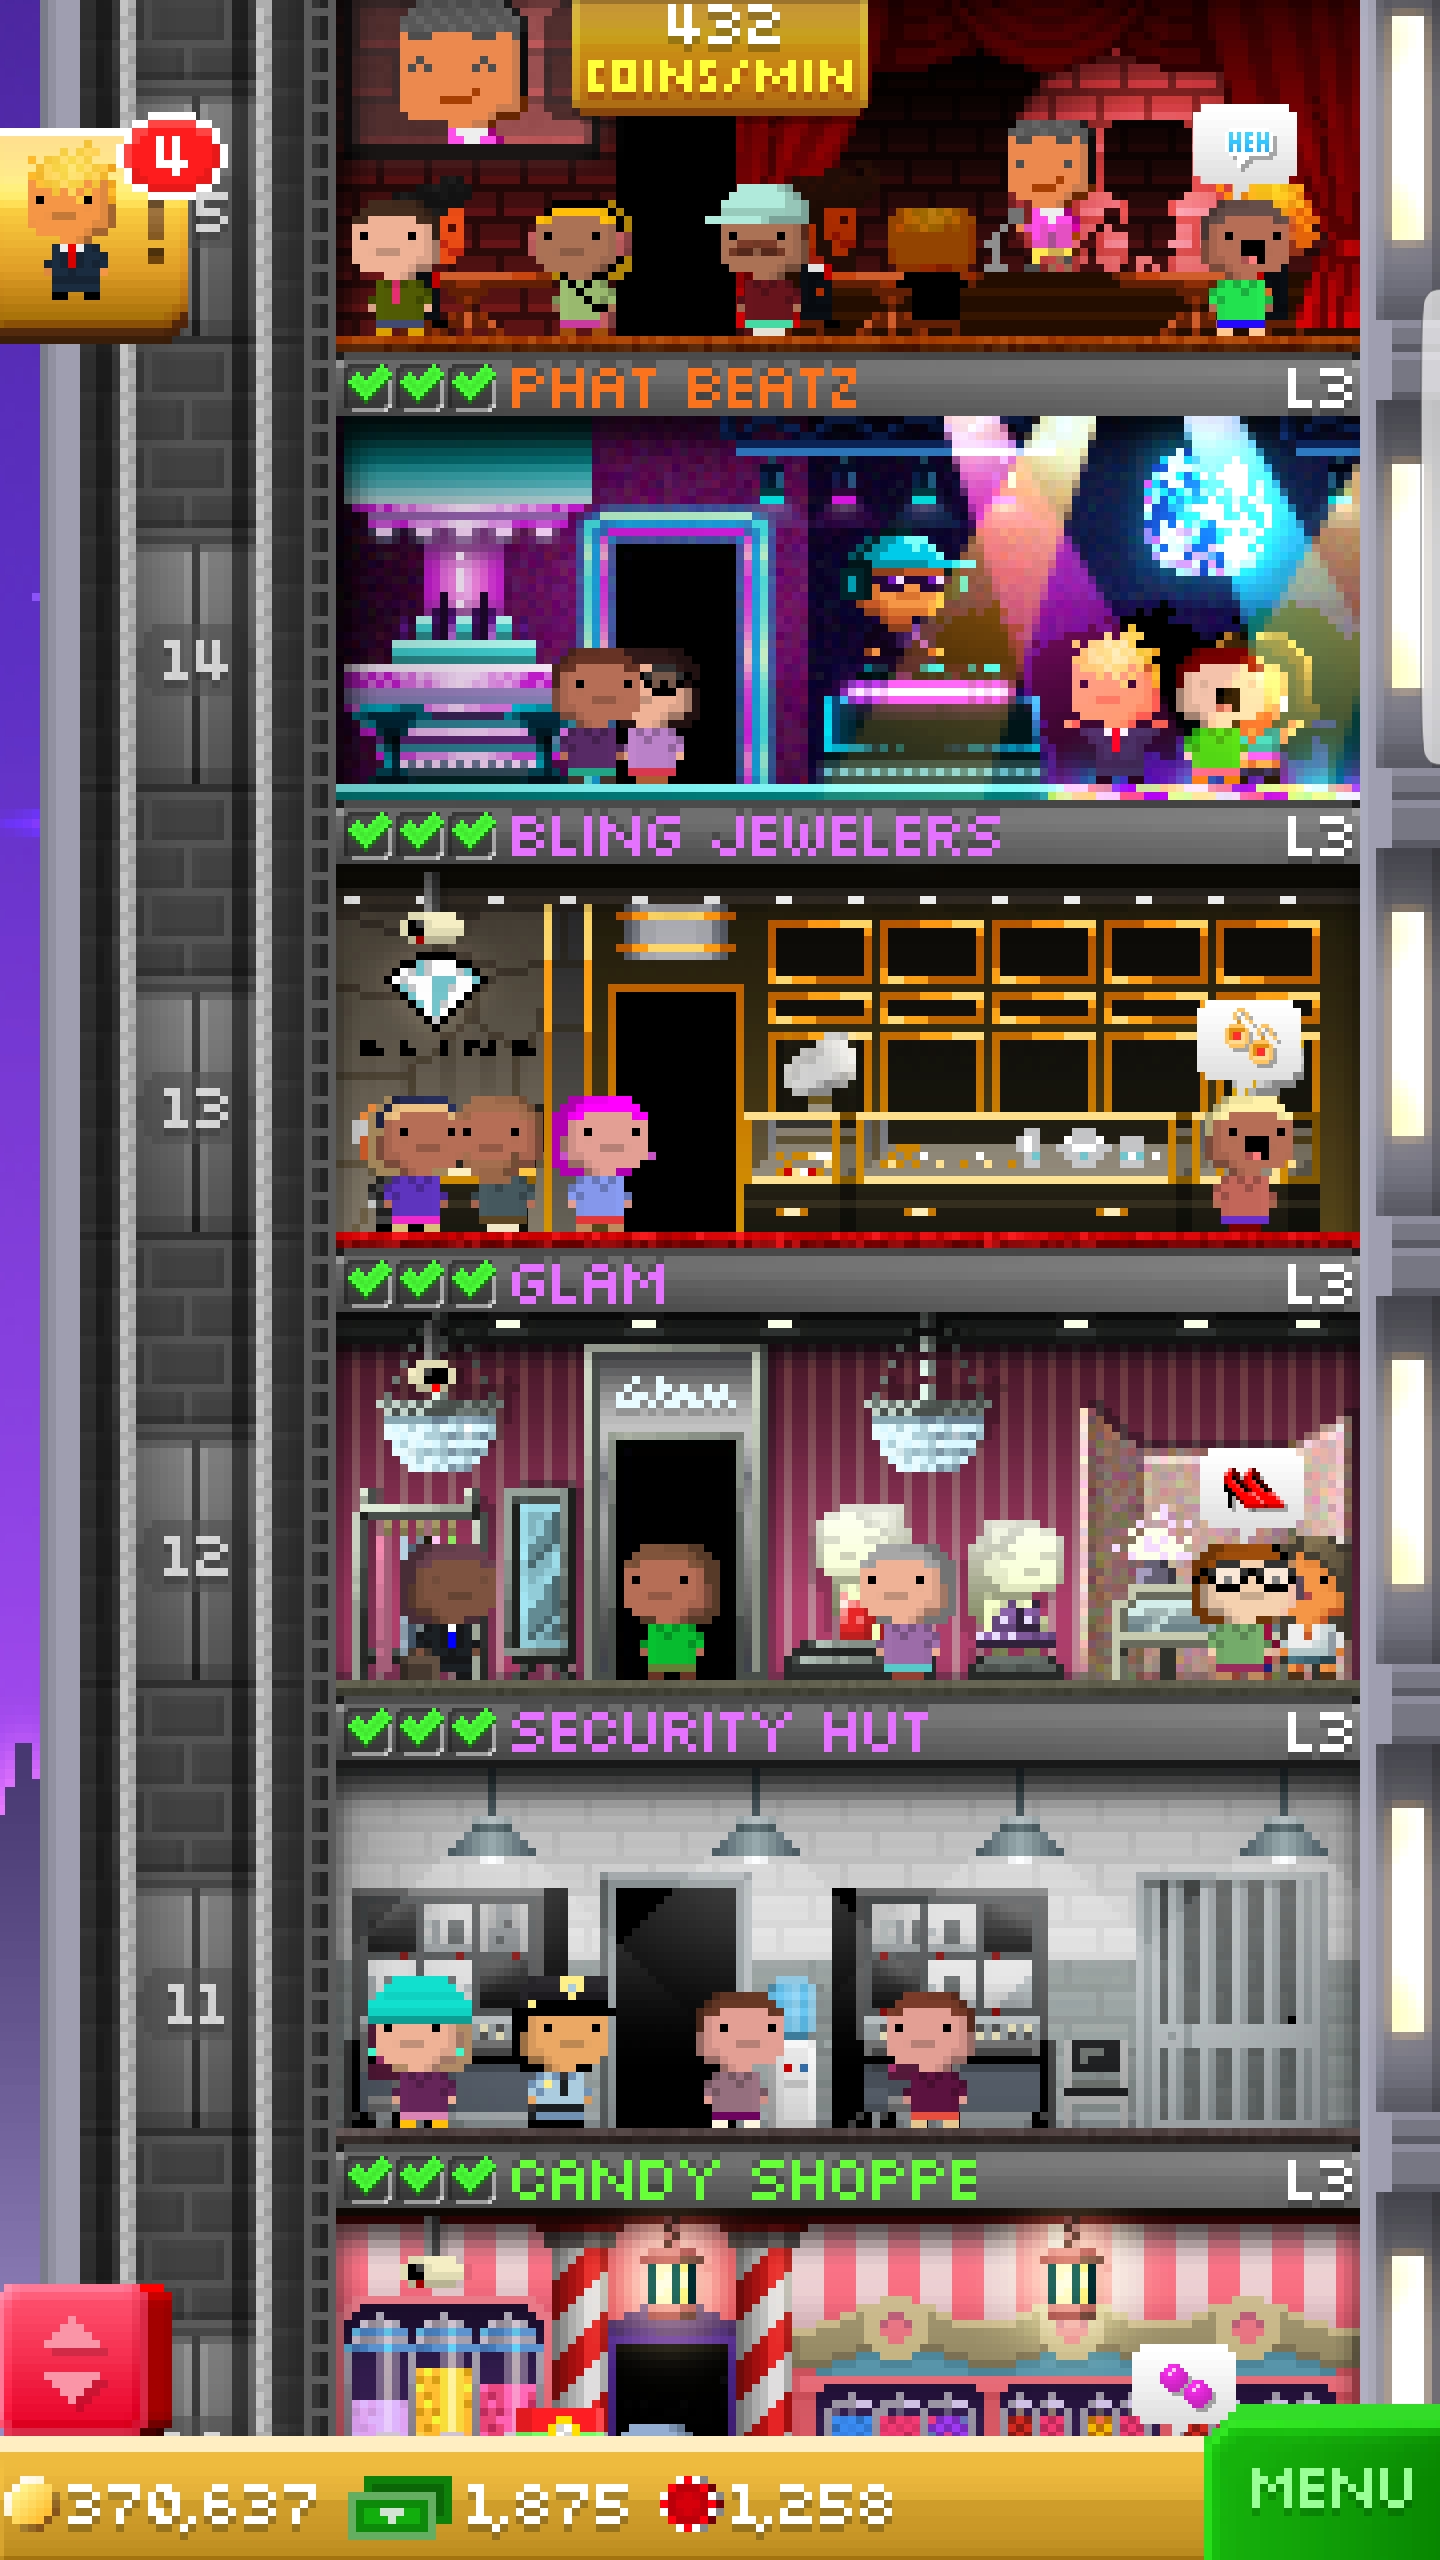 432
COINS/MIN
4
!
5
HEH
PHAT BEATZ L3
14
BLING JEWELERS L3
BLING
13
GLAM L3
Glam
12
SECURITY HUT L3
11
CANDY SHOPPE L3
370,637 1,875 1,258
MENU